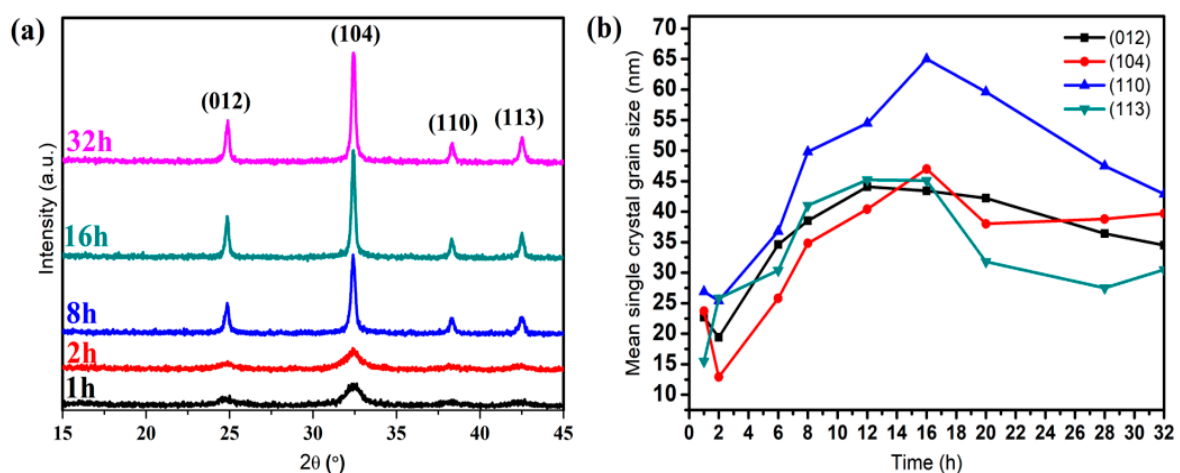 (a)
(104)
(012)
(110)
(113)
32h
16h
8h
2h
1h
Intensity (a.u.)
15 20 25 30 35 40 45
2θ (°)
(b)
(012)
(104)
(110)
(113)
Mean single crystal grain size (nm)
70
65
60
55
50
45
40
35
30
25
20
15
10
0 2 4 6 8 10 12 14 16 18 20 22 24 26 28 30 32
Time (h)